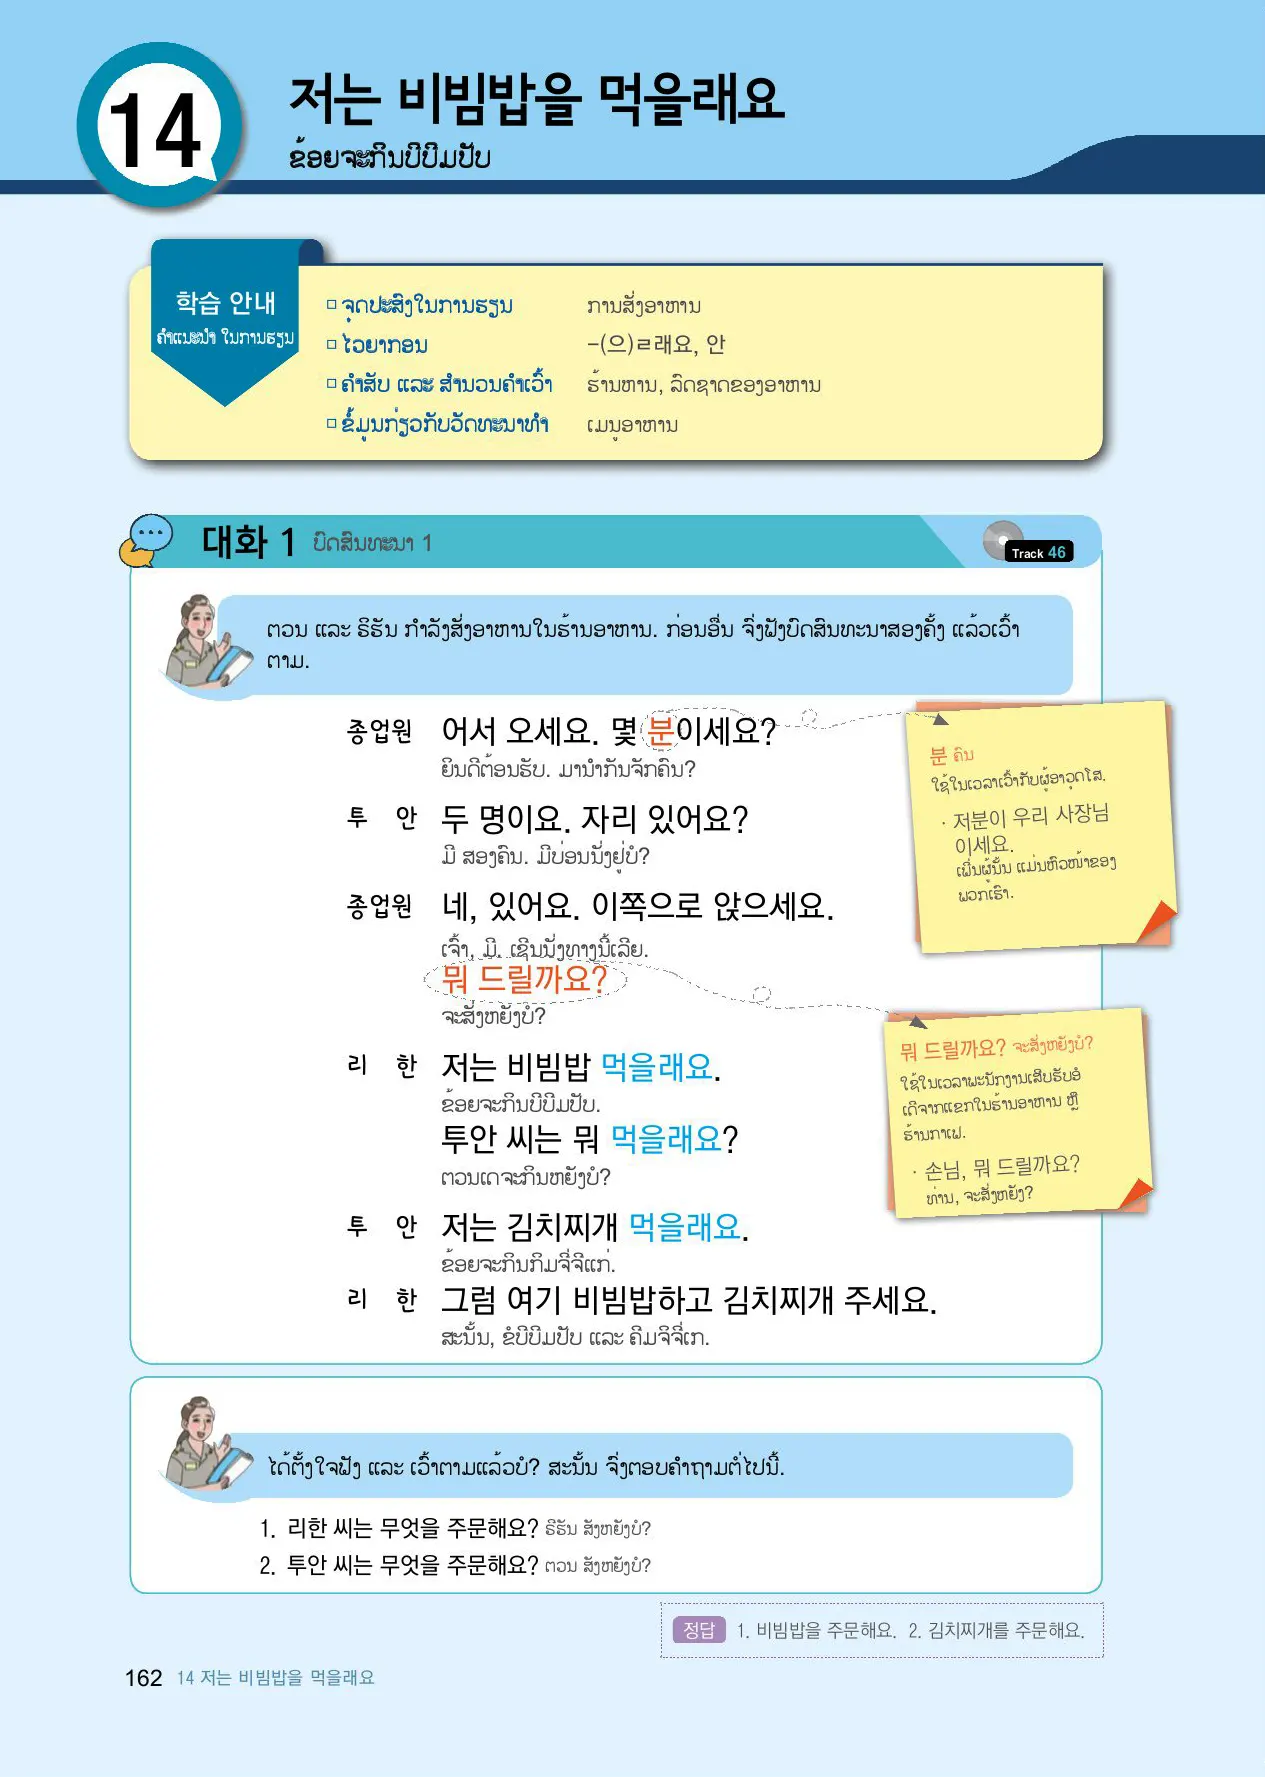 14
저는 비빔밥을 먹을래요
ຂ້ອຍຈະກິນບີບີມປັບ
학습 안내
ຄຳແນະນຳ ໃນການຮຽນ
□ ຈຸດປະສົງໃນການຮຽນ ການສັ່ງອາຫານ
□ ໄວຍາກອນ -(으)ㄹ래요, 안
□ ຄຳສັບ ແລະ ສຳນວນຄຳເວົ້າ ຮ້ານຫານ, ລົດຊາດຂອງອາຫານ
□ ຂໍ້ມູນກ່ຽວກັບວັດທະນາທຳ ເມນູອາຫານ
대화 1 ບົດສົນທະນາ 1
Track 46
ຕວນ ແລະ ຣິຮັນ ກຳລັງສັ່ງອາຫານໃນຮ້ານອາຫານ. ກ່ອນອື່ນ ຈົ່ງຟັງບົດສົນທະນາສອງຄັ້ງ ແລ້ວເວົ້າ
ຕາມ.
종업원 어서 오세요. 몇 분이세요?
ຍິນດີຕ້ອນຮັບ. ມານຳກັນຈັກຄົນ?
투 안 두 명이요. 자리 있어요?
ມີ ສອງຄົນ. ມີບ່ອນນັ່ງຢູ່ບໍ?
종업원 네, 있어요. 이쪽으로 앉으세요.
ເຈົ້າ, ມີ. ເຊີນນັ່ງທາງນີ້ເລີຍ.
뭐 드릴까요?
ຈະສັ່ງຫຍັງບໍ?
리 한 저는 비빔밥 먹을래요.
ຂ້ອຍຈະກິນບີບີມປັບ.
투안 씨는 뭐 먹을래요?
ຕວນເດຈະກິນຫຍັງບໍ?
투 안 저는 김치찌개 먹을래요.
ຂ້ອຍຈະກິນກິມຈີ່ຈີແກ່.
리 한 그럼 여기 비빔밥하고 김치찌개 주세요.
ສະນັ້ນ, ຂໍບີບີມປັບ ແລະ ຄີມຈິຈີ່ເກ.
분 ຄົນ
ໃຊ້ໃນເວລາເວົ້າກັບຜູ້ອາວຸດໂສ.
· 저분이 우리 사장님
이세요.
ເພິ່ນຜູ້ນັ້ນ ແມ່ນຫົວໜ້າຂອງ
ພວກເຮົາ.
뭐 드릴까요? ຈະສັ່ງຫຍັງບໍ?
ໃຊ້ໃນເວລາພະນັກງານເສີບຮັບອໍ
ເດີຈາກແຂກໃນຮ້ານອາຫານ ຫຼື
ຮ້ານກາເຟ.
· 손님, 뭐 드릴까요?
ທ່ານ, ຈະສັ່ງຫຍັງ?
ໄດ້ຕັ້ງໃຈຟັງ ແລະ ເວົ້າຕາມແລ້ວບໍ? ສະນັ້ນ ຈົ່ງຕອບຄຳຖາມຕໍ່ໄປນີ້.
1. 리한 씨는 무엇을 주문해요? ຣີຮັນ ສັງຫຍັງບໍ?
2. 투안 씨는 무엇을 주문해요? ຕວນ ສັງຫຍັງບໍ?
정답 1. 비빔밥을 주문해요. 2. 김치찌개를 주문해요.
162 14 저는 비빔밥을 먹을래요